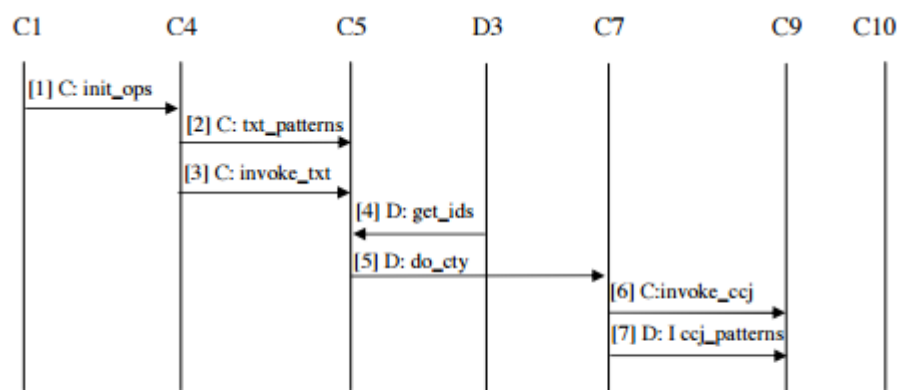 C1 C4 C5 D3 C7 C9 C10
[1] C: init_ops
[2] C: txt_patterns
[3] C: invoke_txt
[4] D: get_ids
[5] D: do_cty
[6] C:invoke_ccj
[7] D: I ccj_patterns